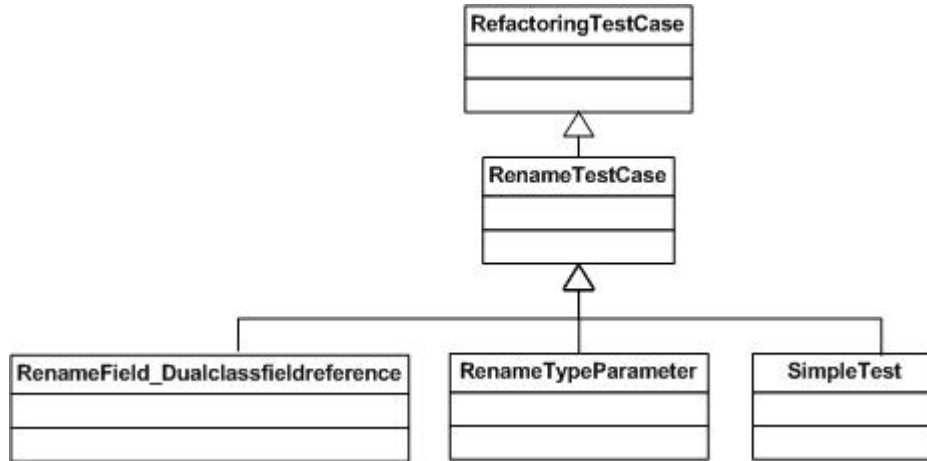 RefactoringTestCase
RenameTestCase
RenameField_Dualclassfieldreference
RenameTypeParameter
SimpleTest